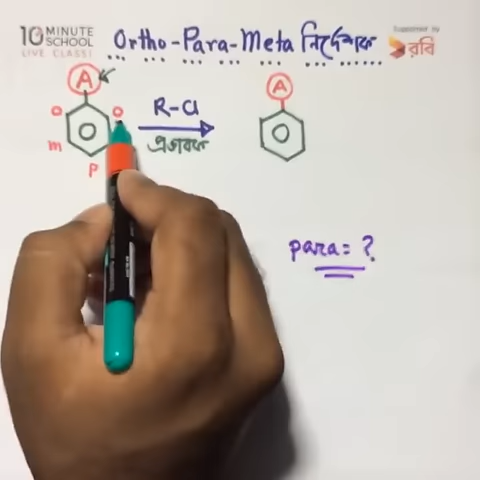 10 MINUTE SCHOOL
LIVE CLASS!
Supported by
রবি
Ortho-Para-Meta নির্দেশক
A
A
o
o
R-Cl
প্রভাবক
m
p
para = ?